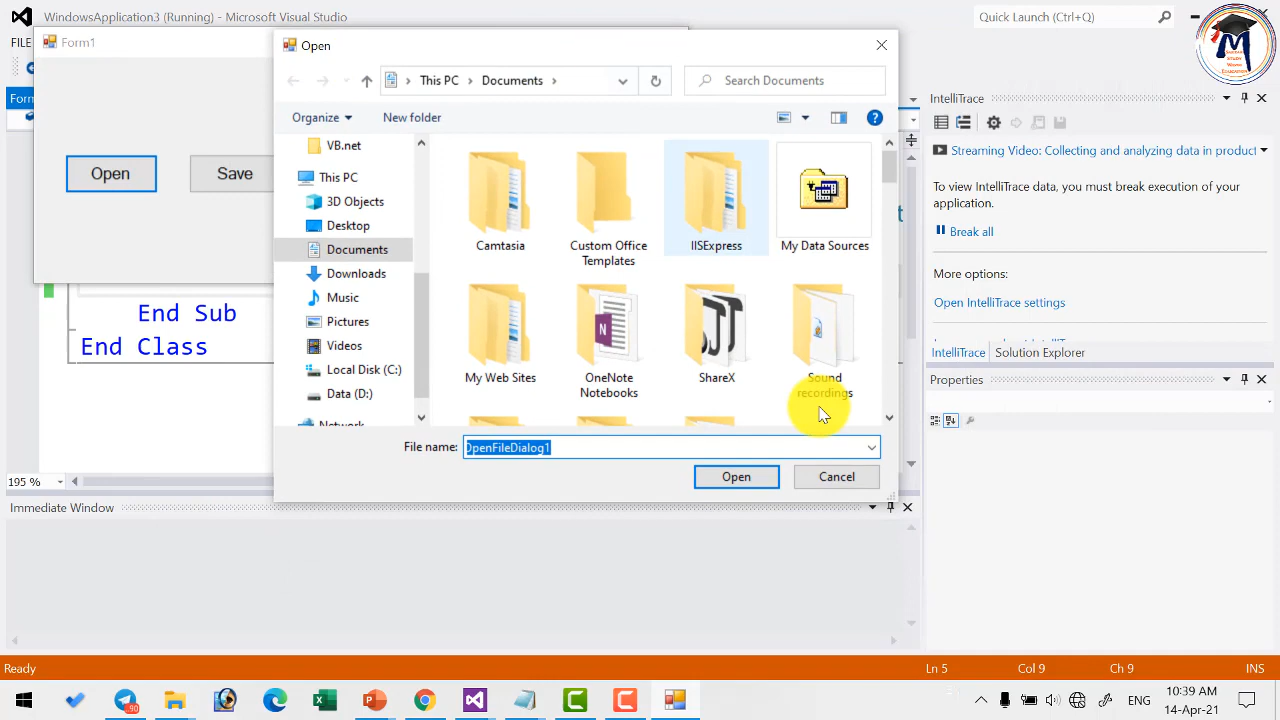 WindowsApplication3 (Running) - Microsoft Visual Studio
Quick Launch (Ctrl+Q)
FILE
Form1
Open
Save
End Sub
End Class
195 %
Open
This PC
Documents
Search Documents
Organize
New folder
VB.net
This PC
3D Objects
Desktop
Documents
Downloads
Music
Pictures
Videos
Local Disk (C:)
Data (D:)
Network
Camtasia
Custom Office
Templates
IISExpress
My Data Sources
My Web Sites
OneNote
Notebooks
ShareX
Sound
recordings
File name:
OpenFileDialog1
Open
Cancel
IntelliTrace
Streaming Video: Collecting and analyzing data in product
To view IntelliTrace data, you must break execution of your
application.
Break all
More options:
Open IntelliTrace settings
IntelliTrace
Solution Explorer
Properties
Immediate Window
Ready
Ln 5
Col 9
Ch 9
INS
90
ENG
10:39 AM
14-Apr-21